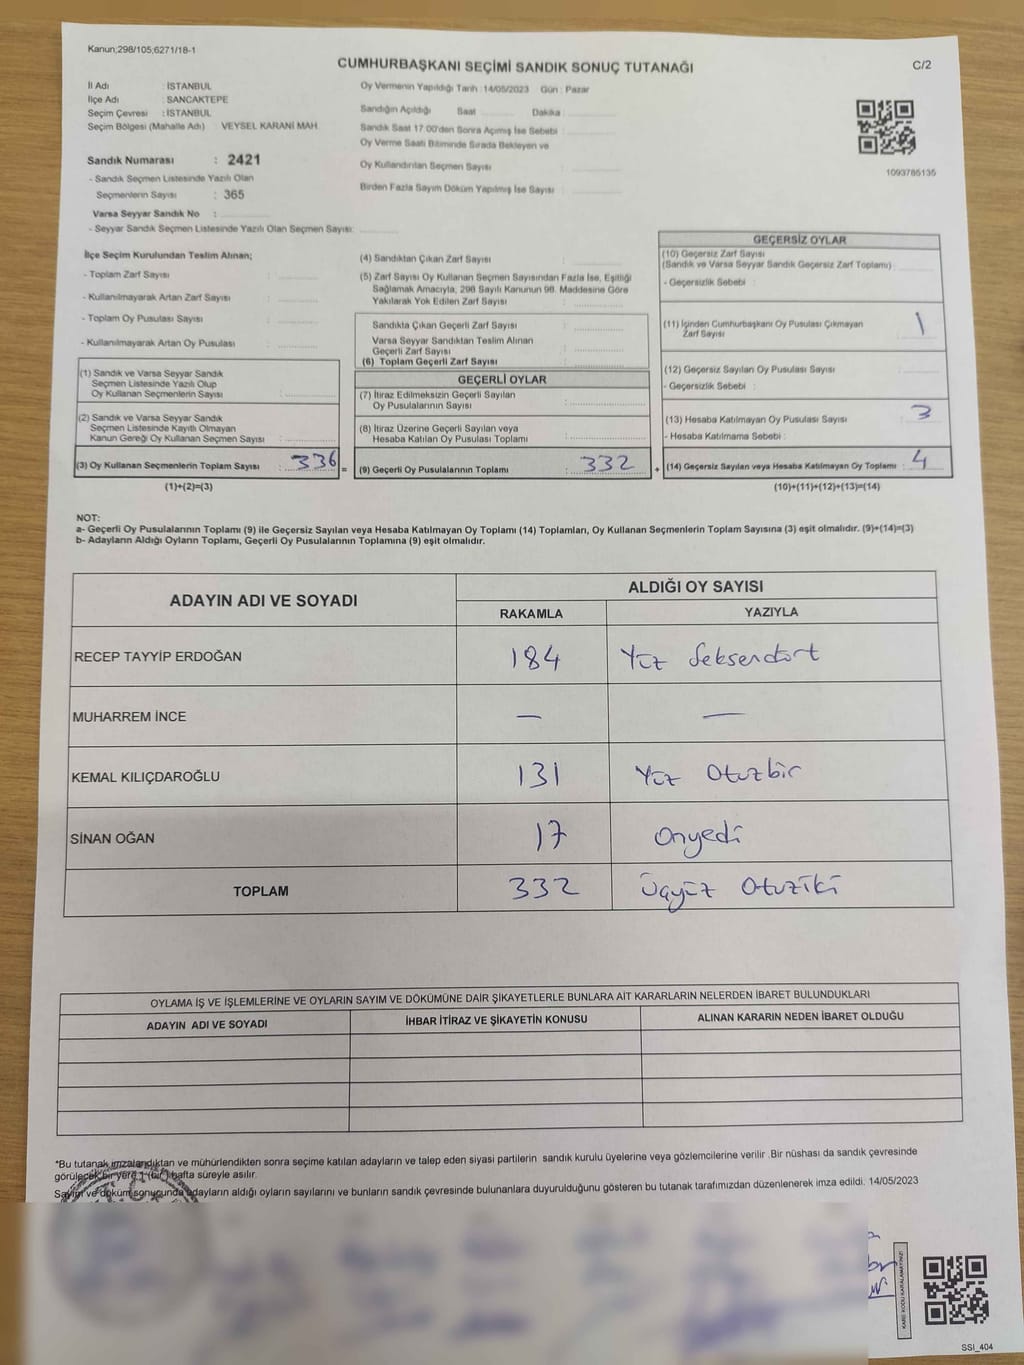 Kanun;298/105;6271/18-1
CUMHURBAŞKANI SEÇİMİ SANDIK SONUÇ TUTANAĞI
C/2
İl Adı : İSTANBUL
İlçe Adı : SANCAKTEPE
Seçim Çevresi : İSTANBUL
Seçim Bölgesi (Mahalle Adı) VEYSEL KARANİ MAH.
Sandık Numarası : 2421
- Sandık Seçmen Listesinde Yazılı Olan
Seçmenlerin Sayısı : 365
Varsa Seyyar Sandık No :
- Seyyar Sandık Seçmen Listesinde Yazılı Olan Seçmen Sayısı:
Oy Vermenin Yapıldığı Tarih :14/05/2023 Gün : Pazar
Sandığın Açıldığı Saat Dakika :
Sandık Saat 17.00'den Sonra Açılmış İse Sebebi :
Oy Verme Saati Bitiminde Sırada Bekleyen ve
Oy Kullandırılan Seçmen Sayısı :
Birden Fazla Sayım Döküm Yapılmış İse Sayısı :
1093785135
İlçe Seçim Kurulundan Teslim Alınan;
- Toplam Zarf Sayısı :
- Kullanılmayarak Artan Zarf Sayısı :
- Toplam Oy Pusulası Sayısı :
- Kullanılmayarak Artan Oy Pusulası :
(1) Sandık ve Varsa Seyyar Sandık
Seçmen Listesinde Yazılı Olup
Oy Kullanan Seçmenlerin Sayısı :
(2) Sandık ve Varsa Seyyar Sandık
Seçmen Listesinde Kayıtlı Olmayan
Kanun Gereği Oy Kullanan Seçmen Sayısı :
(3) Oy Kullanan Seçmenlerin Toplam Sayısı : 336 =
(1)+(2)=(3)
(4) Sandıktan Çıkan Zarf Sayısı :
(5) Zarf Sayısı Oy Kullanan Seçmen Sayısından Fazla İse, Eşitliği
Sağlamak Amacıyla, 298 Sayılı Kanunun 98. Maddesine Göre
Yakılarak Yok Edilen Zarf Sayısı :
Sandıkta Çıkan Geçerli Zarf Sayısı :
Varsa Seyyar Sandıktan Teslim Alınan
Geçerli Zarf Sayısı :
(6) Toplam Geçerli Zarf Sayısı :
GEÇERLİ OYLAR
(7) İtiraz Edilmeksizin Geçerli Sayılan
Oy Pusulalarının Sayısı :
(8) İtiraz Üzerine Geçerli Sayılan veya
Hesaba Katılan Oy Pusulası Toplamı :
(9) Geçerli Oy Pusulalarının Toplamı : 332 +
GEÇERSİZ OYLAR
(10) Geçersiz Zarf Sayısı
(Sandık ve Varsa Seyyar Sandık Geçersiz Zarf Toplamı)
- Geçersizlik Sebebi :
(11) İçinden Cumhurbaşkanı Oy Pusulası Çıkmayan
Zarf Sayısı : 1
(12) Geçersiz Sayılan Oy Pusulası Sayısı :
- Geçersizlik Sebebi :
(13) Hesaba Katılmayan Oy Pusulası Sayısı : 3
- Hesaba Katılmama Sebebi :
(14) Geçersiz Sayılan veya Hesaba Katılmayan Oy Toplamı : 4
(10)+(11)+(12)+(13)=(14)
NOT:
a- Geçerli Oy Pusulalarının Toplamı (9) ile Geçersiz Sayılan veya Hesaba Katılmayan Oy Toplamı (14) Toplamları, Oy Kullanan Seçmenlerin Toplam Sayısına (3) eşit olmalıdır. (9)+(14)=(3)
b- Adayların Aldığı Oyların Toplamı, Geçerli Oy Pusulalarının Toplamına (9) eşit olmalıdır.
ADAYIN ADI VE SOYADI ALDIĞI OY SAYISI
RAKAMLA YAZIYLA
RECEP TAYYİP ERDOĞAN 184 Yüz Seksendört
MUHARREM İNCE — —
KEMAL KILIÇDAROĞLU 131 Yüz Otuzbir
SİNAN OĞAN 17 Onyedi
TOPLAM 332 Üçyüz Otuziki
OYLAMA İŞ VE İŞLEMLERİNE VE OYLARIN SAYIM VE DÖKÜMÜNE DAİR ŞİKAYETLERLE BUNLARA AİT KARARLARIN NELERDEN İBARET BULUNDUKLARI
ADAYIN ADI VE SOYADI İHBAR İTİRAZ VE ŞİKAYETİN KONUSU ALINAN KARARIN NEDEN İBARET OLDUĞU
*Bu tutanak imzalandıktan ve mühürlendikten sonra seçime katılan adayların ve talep eden siyasi partilerin sandık kurulu üyelerine veya gözlemcilerine verilir .Bir nüshası da sandık çevresinde
görülecek bir yere 1 (bir) hafta süreyle asılır.
Sayım ve döküm sonucunda adayların aldığı oyların sayılarını ve bunların sandık çevresinde bulunanlara duyurulduğunu gösteren bu tutanak tarafımızdan düzenlenerek imza edildi. 14/05/2023
KARE KODU KARALAMAYINIZ!
SSI_404